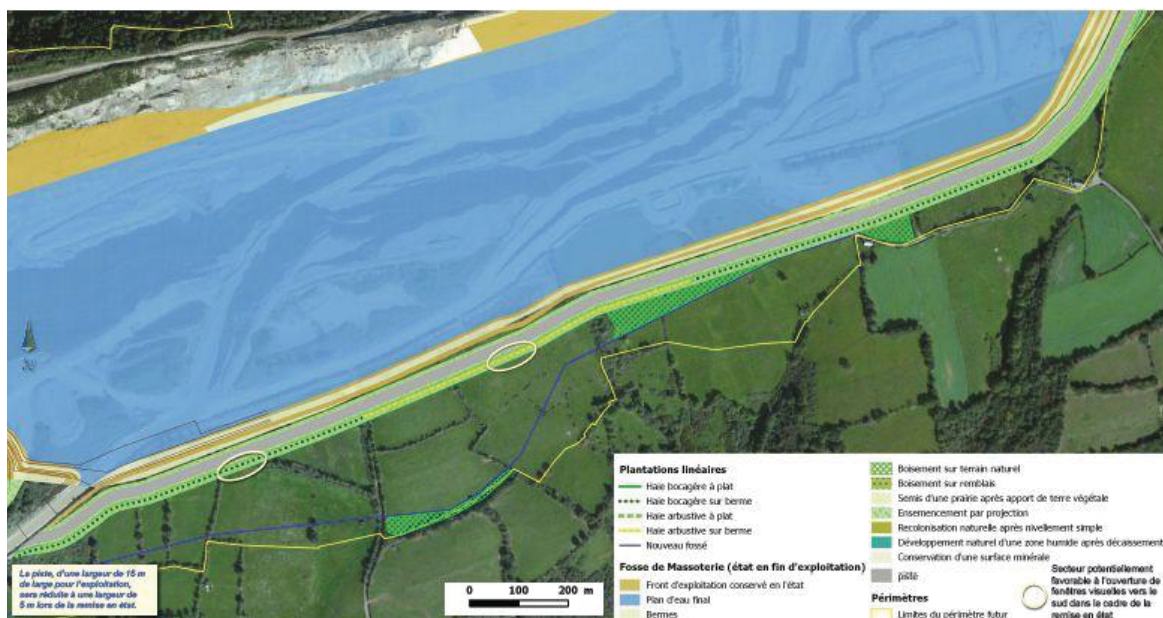 La piste, d'une largeur de 15 m
de large pour l'exploitation,
sera réduite à une largeur de
5 m lors de la remise en état.
0 100 200 m
Plantations linéaires
Haie bocagère à plat
Haie bocagère sur berme
Haie arbustive à plat
Haie arbustive sur berme
Nouveau fossé
Fosse de Massoterie (état en fin d'exploitation)
Front d'exploitation conservé en l'état
Plan d'eau final
Bermes
Boisement sur terrain naturel
Boisement sur remblais
Semis d'une prairie après apport de terre végétale
Ensemencement par projection
Recolonisation naturelle après nivellement simple
Développement naturel d'une zone humide après décaissement
Conservation d'une surface minérale
piste
Périmètres
Limites du périmètre futur
Secteur potentiellement
favorable à l'ouverture de
fenêtres visuelles vers le
sud dans le cadre de la
remise en état